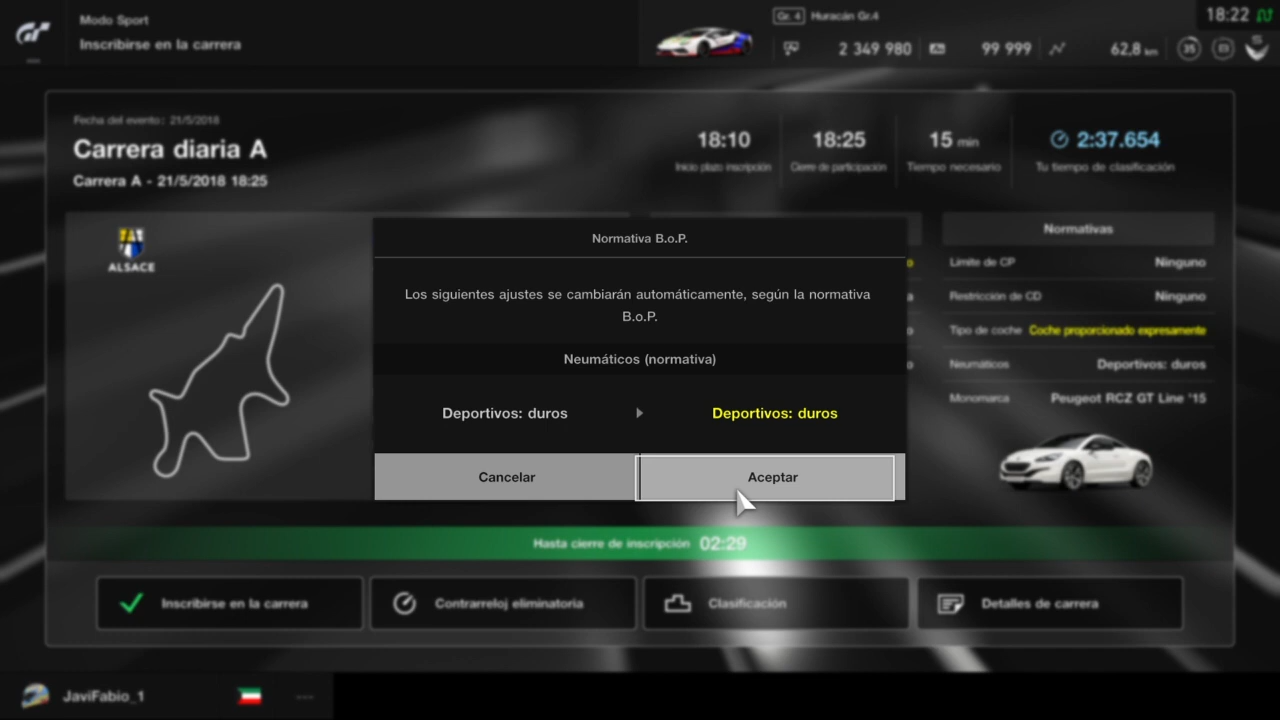 Modo Sport
Inscribirse en la carrera
Gr. 4 Huracán Gr.4
2 349 980
99 999
62,8 km
35
18:22
Fecha del evento: 21/5/2018
Carrera diaria A
Carrera A - 21/5/2018 18:25
18:10
Inicio plazo inscripción
18:25
Cierre de participación
15 min
Tiempo necesario
2:37.654
Tu tiempo de clasificación
ALSACE
Normativa B.o.P.
Los siguientes ajustes se cambiarán automáticamente, según la normativa
B.o.P.
Neumáticos (normativa)
Deportivos: duros
Deportivos: duros
Cancelar
Aceptar
Normativas
Límite de CP Ninguno
Restricción de CD Ninguno
Tipo de coche Coche proporcionado expresamente
Neumáticos Deportivos: duros
Monomarca Peugeot RCZ GT Line '15
Hasta cierre de inscripción 02:29
Inscribirse en la carrera
Contrarreloj eliminatoria
Clasificación
Detalles de carrera
JaviFabio_1